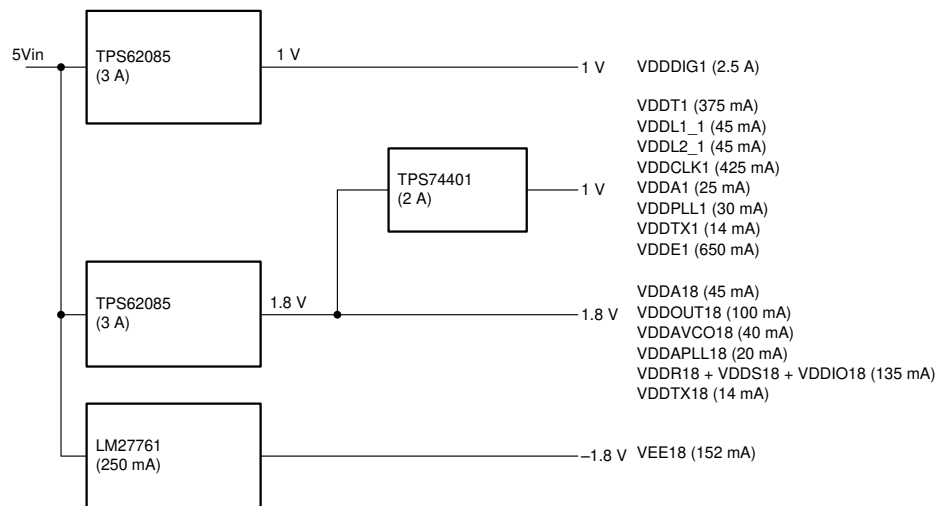 5Vin
TPS62085
(3 A)
1 V
1 V
VDDDIG1 (2.5 A)
TPS74401
(2 A)
1 V
VDDT1 (375 mA)
VDDL1_1 (45 mA)
VDDL2_1 (45 mA)
VDDCLK1 (425 mA)
VDDA1 (25 mA)
VDDPLL1 (30 mA)
VDDTX1 (14 mA)
VDDE1 (650 mA)
TPS62085
(3 A)
1.8 V
1.8 V
VDDA18 (45 mA)
VDDOUT18 (100 mA)
VDDAVCO18 (40 mA)
VDDAPLL18 (20 mA)
VDDR18 + VDDS18 + VDDIO18 (135 mA)
VDDTX18 (14 mA)
LM27761
(250 mA)
–1.8 V
VEE18 (152 mA)